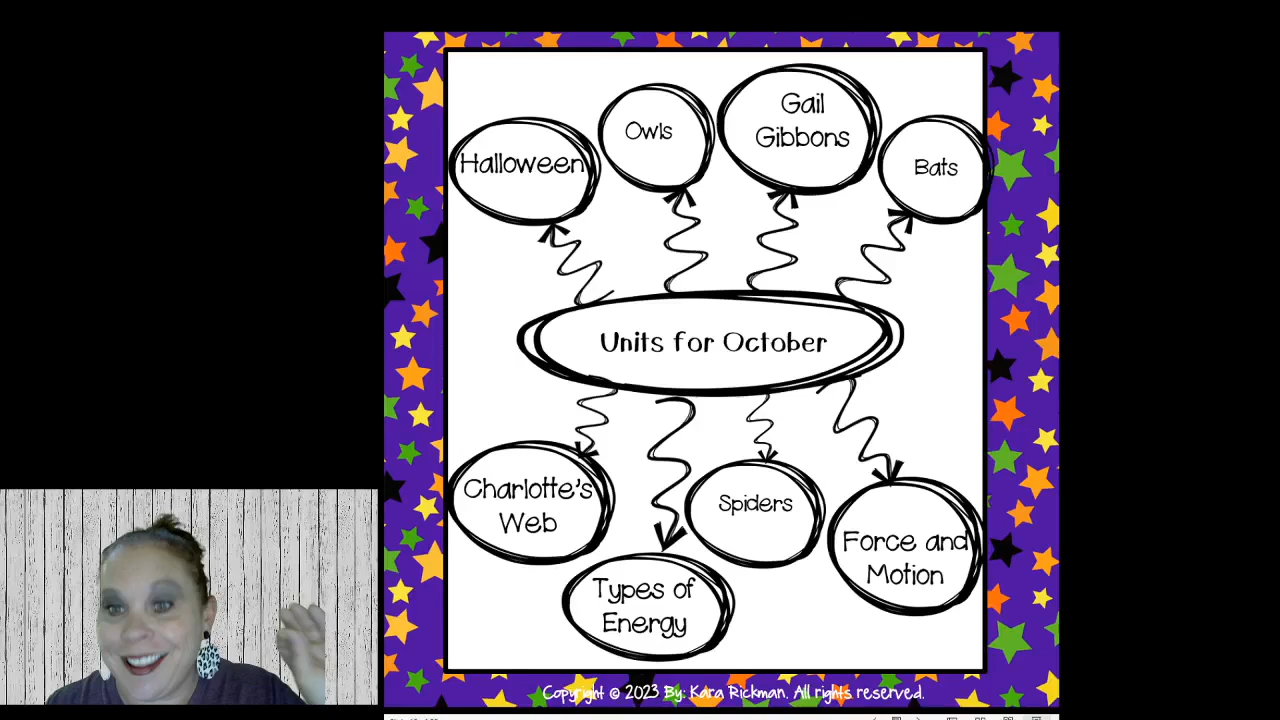 Halloween
Owls
Gail
Gibbons
Bats
Units for October
Charlotte's
Web
Types of
Energy
Spiders
Force and
Motion
Copyright © 2023 By: Kara Rickman. All rights reserved.